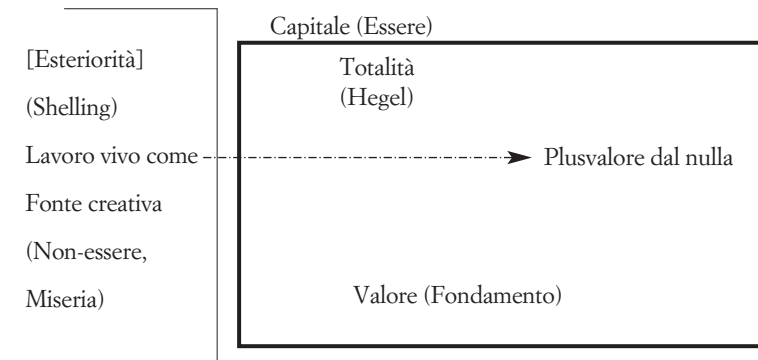 Capitale (Essere)
[Esteriorità]
(Shelling)
Lavoro vivo come
Fonte creativa
(Non-essere,
Miseria)
Totalità
(Hegel)
Plusvalore dal nulla
Valore (Fondamento)